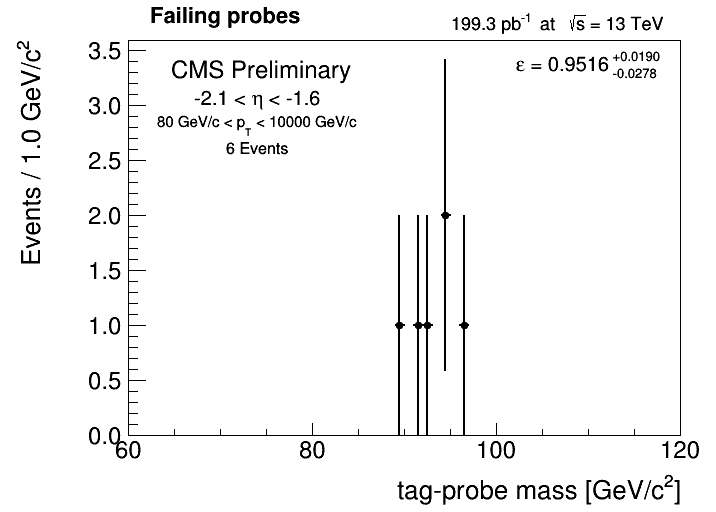 Failing probes
199.3 pb⁻¹ at √s = 13 TeV
CMS Preliminary
-2.1 < η < -1.6
80 GeV/c < p_T < 10000 GeV/c
6 Events
ε = 0.9516 +0.0190 -0.0278
Events / 1.0 GeV/c²
3.5
3.0
2.5
2.0
1.5
1.0
0.5
0.0
60 80 100 120
tag-probe mass [GeV/c²]